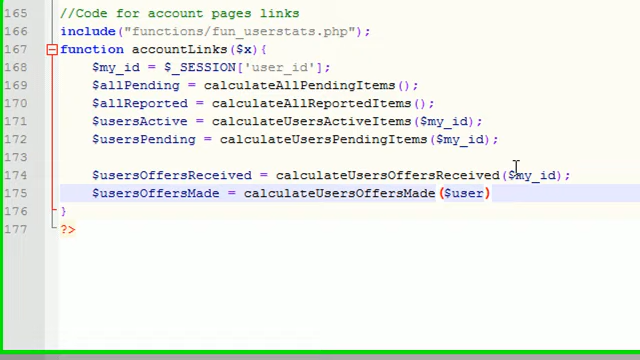 165 //Code for account pages links
166 include("functions/fun_userstats.php");
167 function accountLinks($x){
168 $my_id = $_SESSION['user_id'];
169 $allPending = calculateAllPendingItems();
170 $allReported = calculateAllReportedItems();
171 $usersActive = calculateUsersActiveItems($my_id);
172 $usersPending = calculateUsersPendingItems($my_id);
173
174 $usersOffersReceived = calculateUsersOffersReceived($my_id);
175 $usersOffersMade = calculateUsersOffersMade($user)
176 }
177 ?>